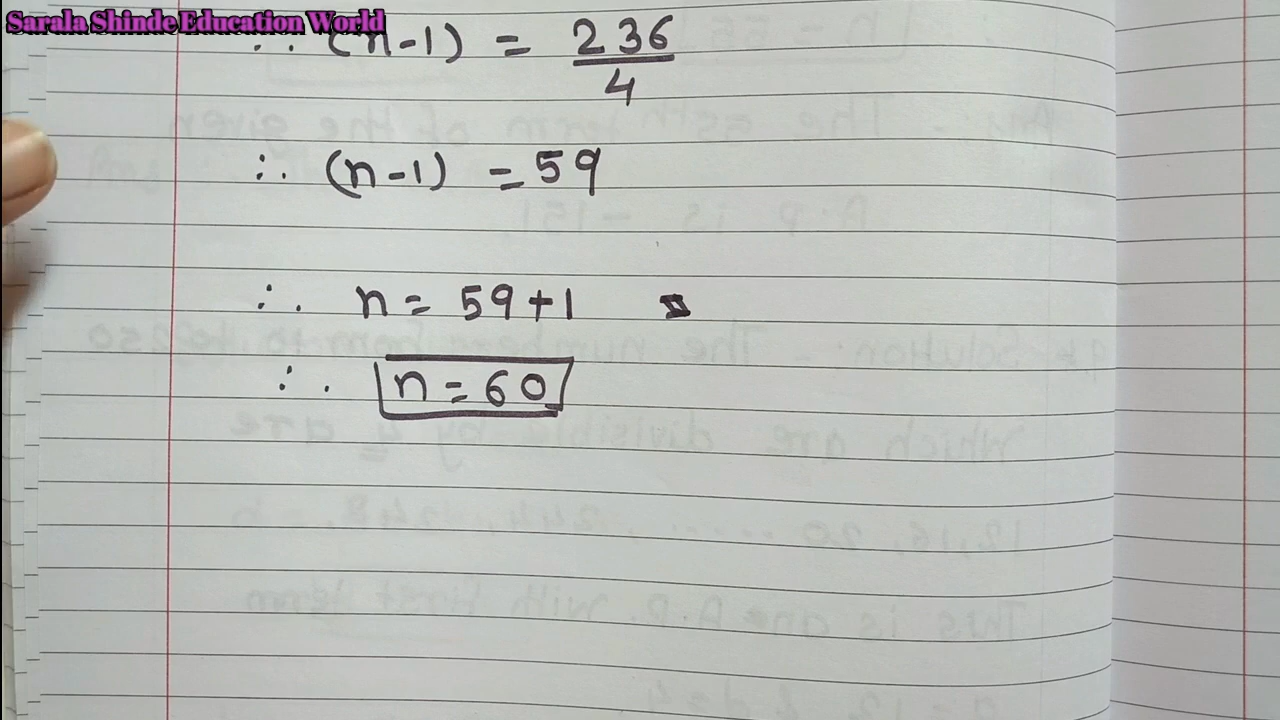 Sarala Shinde Education World
∴ (n-1) = 236/4
∴ (n-1) = 59
∴ n = 59+1
∴ n = 60